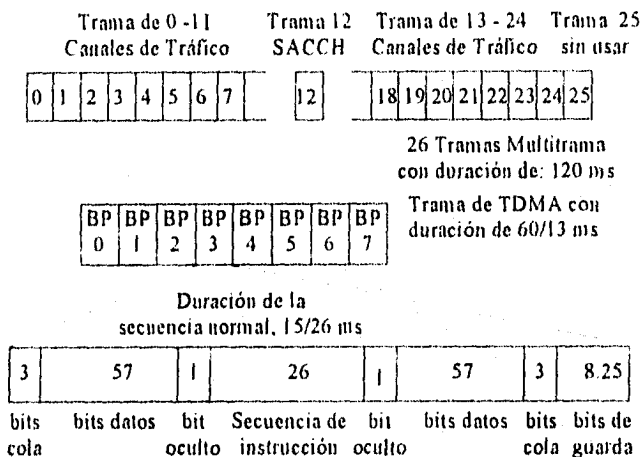 Trama de 0 -11 Trama 12 Trama de 13 - 24 Trama 25
Canales de Tráfico SACCH Canales de Tráfico sin usar
0 1 2 3 4 5 6 7 12 18 19 20 21 22 23 24 25
26 Tramas Multitrama
con duración de: 120 ms
BP BP BP BP BP BP BP BP
0 1 2 3 4 5 6 7
Trama de TDMA con
duración de 60/13 ms
Duración de la
secuencia normal, 15/26 ms
3 57 1 26 1 57 3 8.25
bits bits datos bit Secuencia de bit bits datos bits bits de
cola oculto instrucción oculto cola guarda